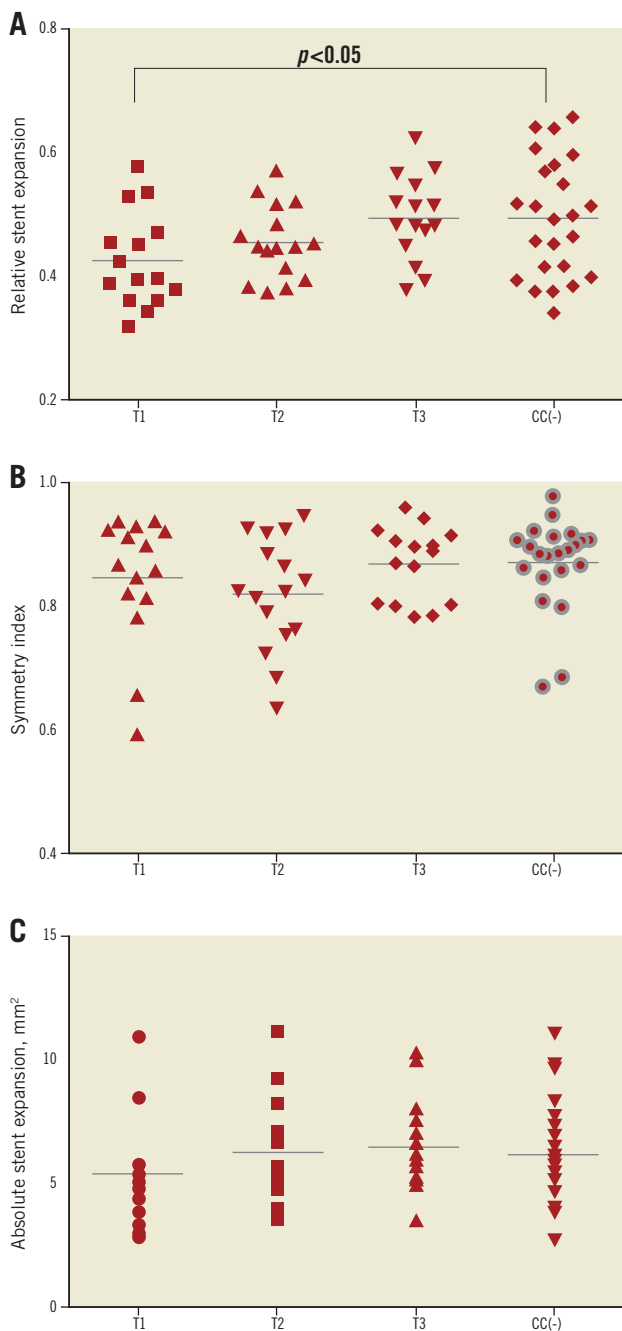 A
0.8
p<0.05
0.6
0.4
0.2
Relative stent expansion
T1 T2 T3 CC(-)
B
1.0
0.8
0.6
0.4
Symmetry index
T1 T2 T3 CC(-)
C
15
10
5
0
Absolute stent expansion, mm²
T1 T2 T3 CC(-)